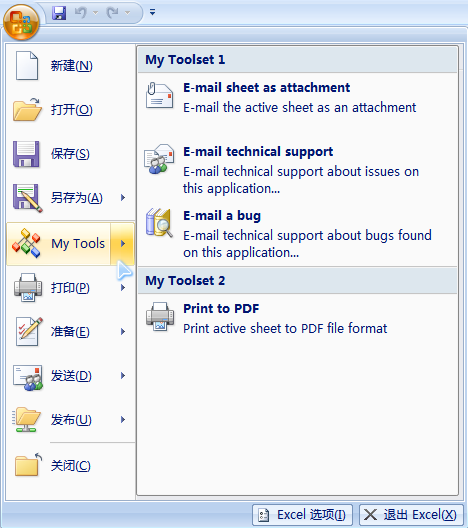 新建(N)
打开(O)
保存(S)
另存为(A)
My Tools
打印(P)
准备(E)
发送(D)
发布(U)
关闭(C)
My Toolset 1
E-mail sheet as attachment
E-mail the active sheet as an attachment
E-mail technical support
E-mail technical support about issues on
this application...
E-mail a bug
E-mail technical support about bugs found
on this application...
My Toolset 2
Print to PDF
Print active sheet to PDF file format
Excel 选项(I)
退出 Excel(X)